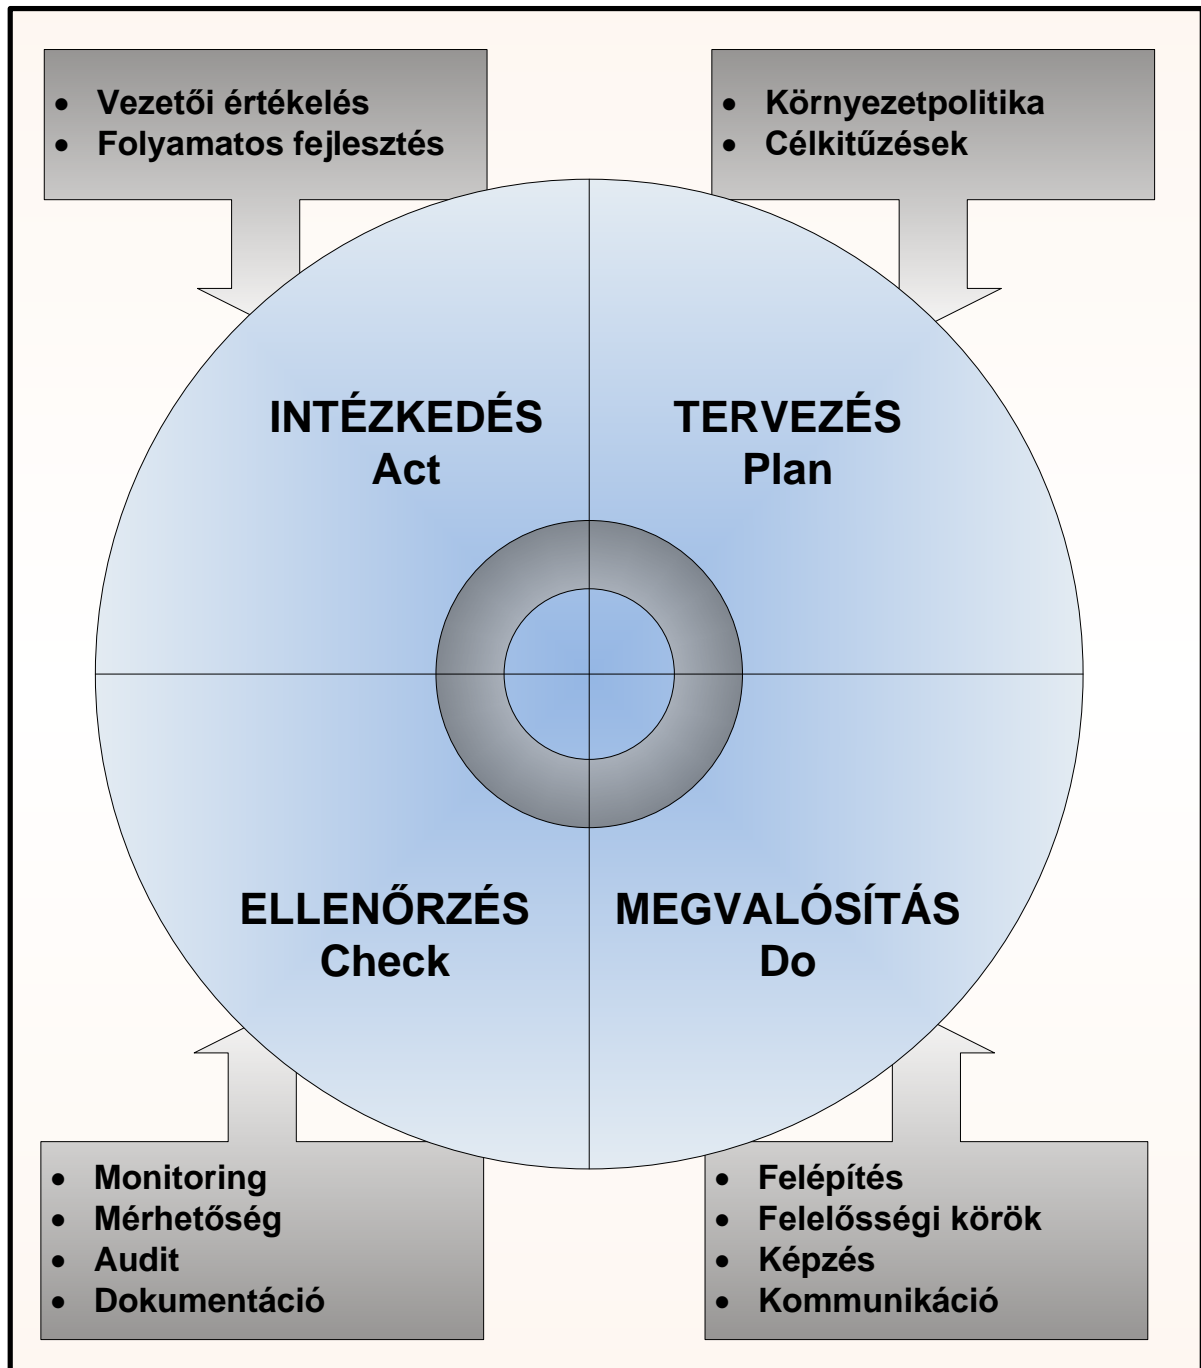 • Vezetői értékelés
• Folyamatos fejlesztés
• Környezetpolitika
• Célkitűzések
INTÉZKEDÉS
Act
TERVEZÉS
Plan
ELLENŐRZÉS
Check
MEGVALÓSÍTÁS
Do
• Monitoring
• Mérhetőség
• Audit
• Dokumentáció
• Felépítés
• Felelősségi körök
• Képzés
• Kommunikáció